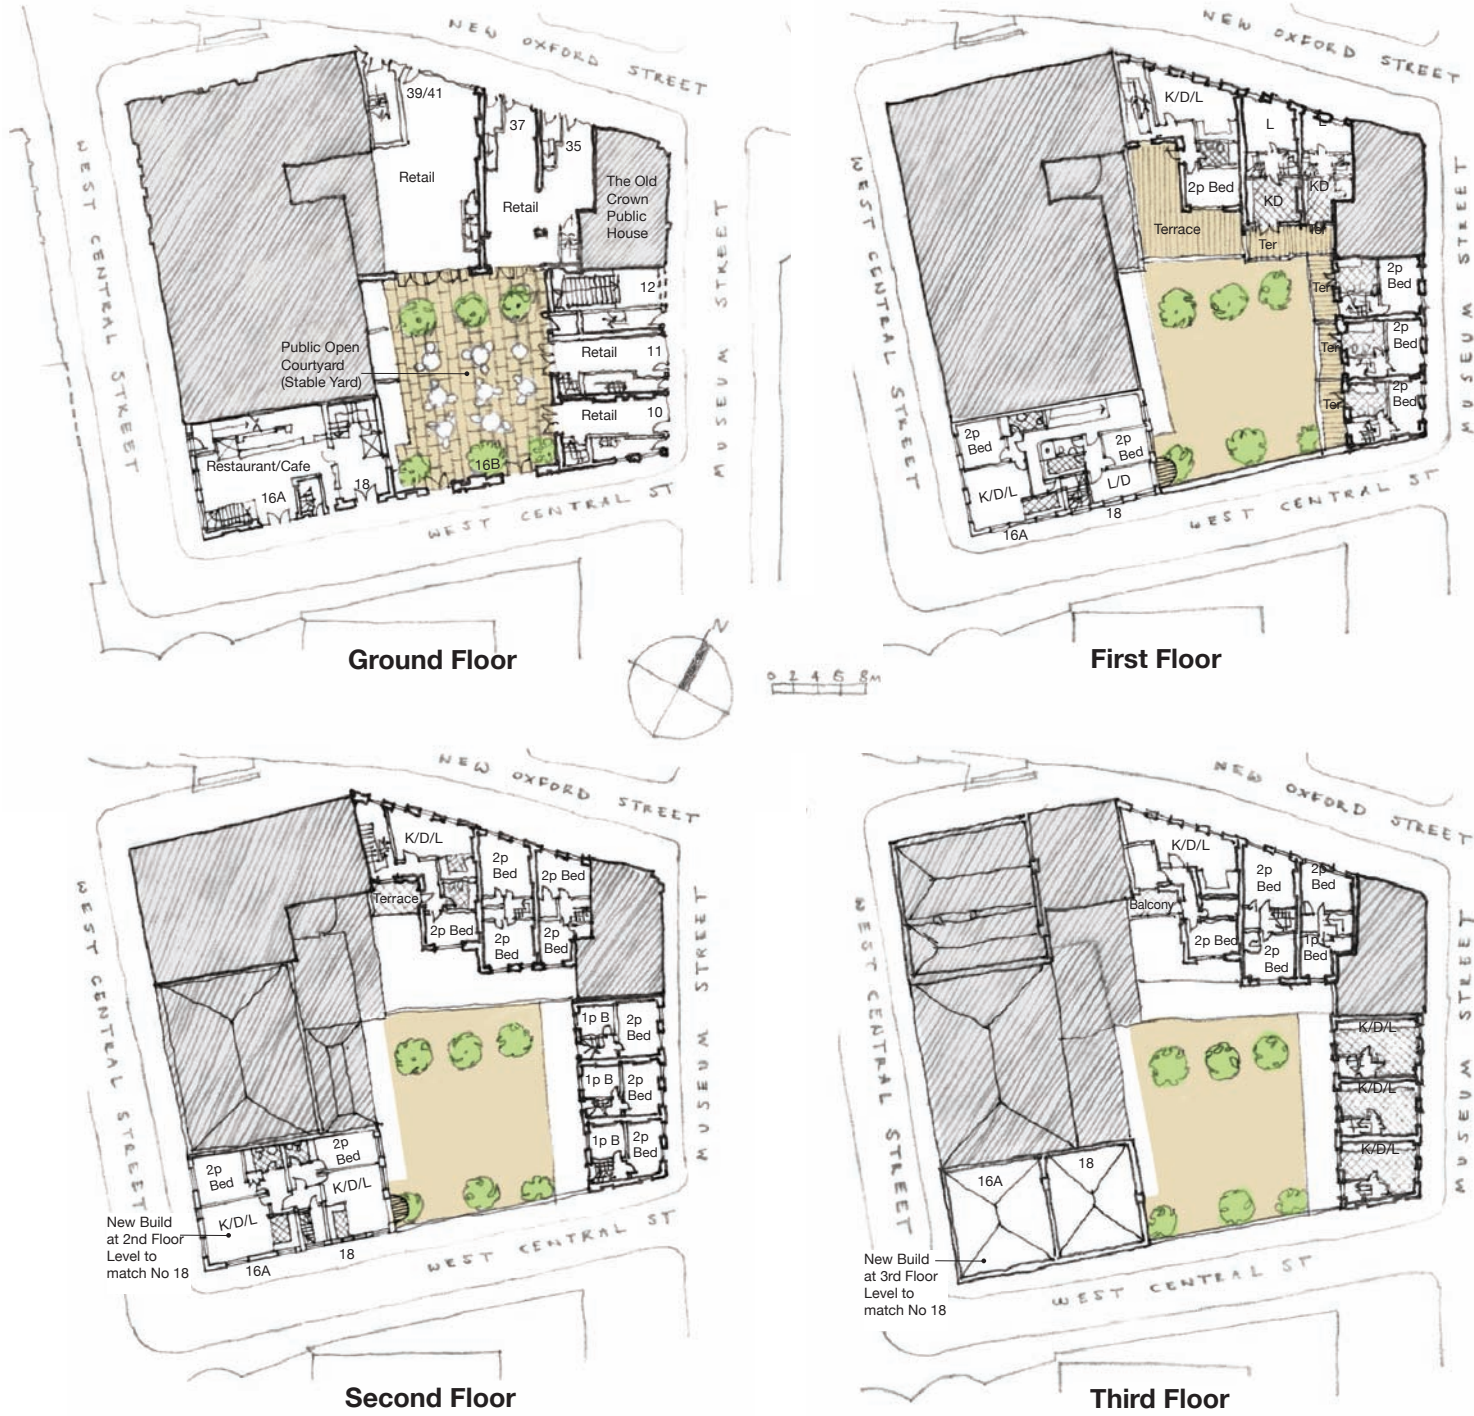 NEW OXFORD STREET
WEST CENTRAL STREET
MUSEUM STREET
WEST CENTRAL ST
39/41
37
35
Retail
Retail
The Old
Crown
Public
House
12
Retail
11
Retail
10
Public Open
Courtyard
(Stable Yard)
Restaurant/Cafe
16A
18
16B
Ground Floor
NEW OXFORD STREET
WEST CENTRAL STREET
MUSEUM STREET
WEST CENTRAL ST
K/D/L
L
L
2p Bed
KD
KD
Terrace
Ter
Ter
Ter
Ter
Ter
2p
Bed
2p
Bed
2p
Bed
2p
Bed
2p
Bed
K/D/L
L/D
18
16A
First Floor
N
0 2 4 6 8M
NEW OXFORD STREET
WEST CENTRAL STREET
MUSEUM STREET
WEST CENTRAL ST
K/D/L
2p
Bed
2p Bed
Terrace
2p Bed
2p
Bed
2p
Bed
1p B
2p
Bed
1p B
2p
Bed
1p B
2p
Bed
2p
Bed
2p
Bed
K/D/L
K/D/L
New Build
at 2nd Floor
Level to
match No 18
18
16A
Second Floor
NEW OXFORD STREET
WEST CENTRAL STREET
MUSEUM STREET
WEST CENTRAL ST
K/D/L
2p
Bed
2p
Bed
Balcony
2p Bed
2p
Bed
1p
Bed
K/D/L
K/D/L
K/D/L
16A
18
New Build
at 3rd Floor
Level to
match No 18
Third Floor